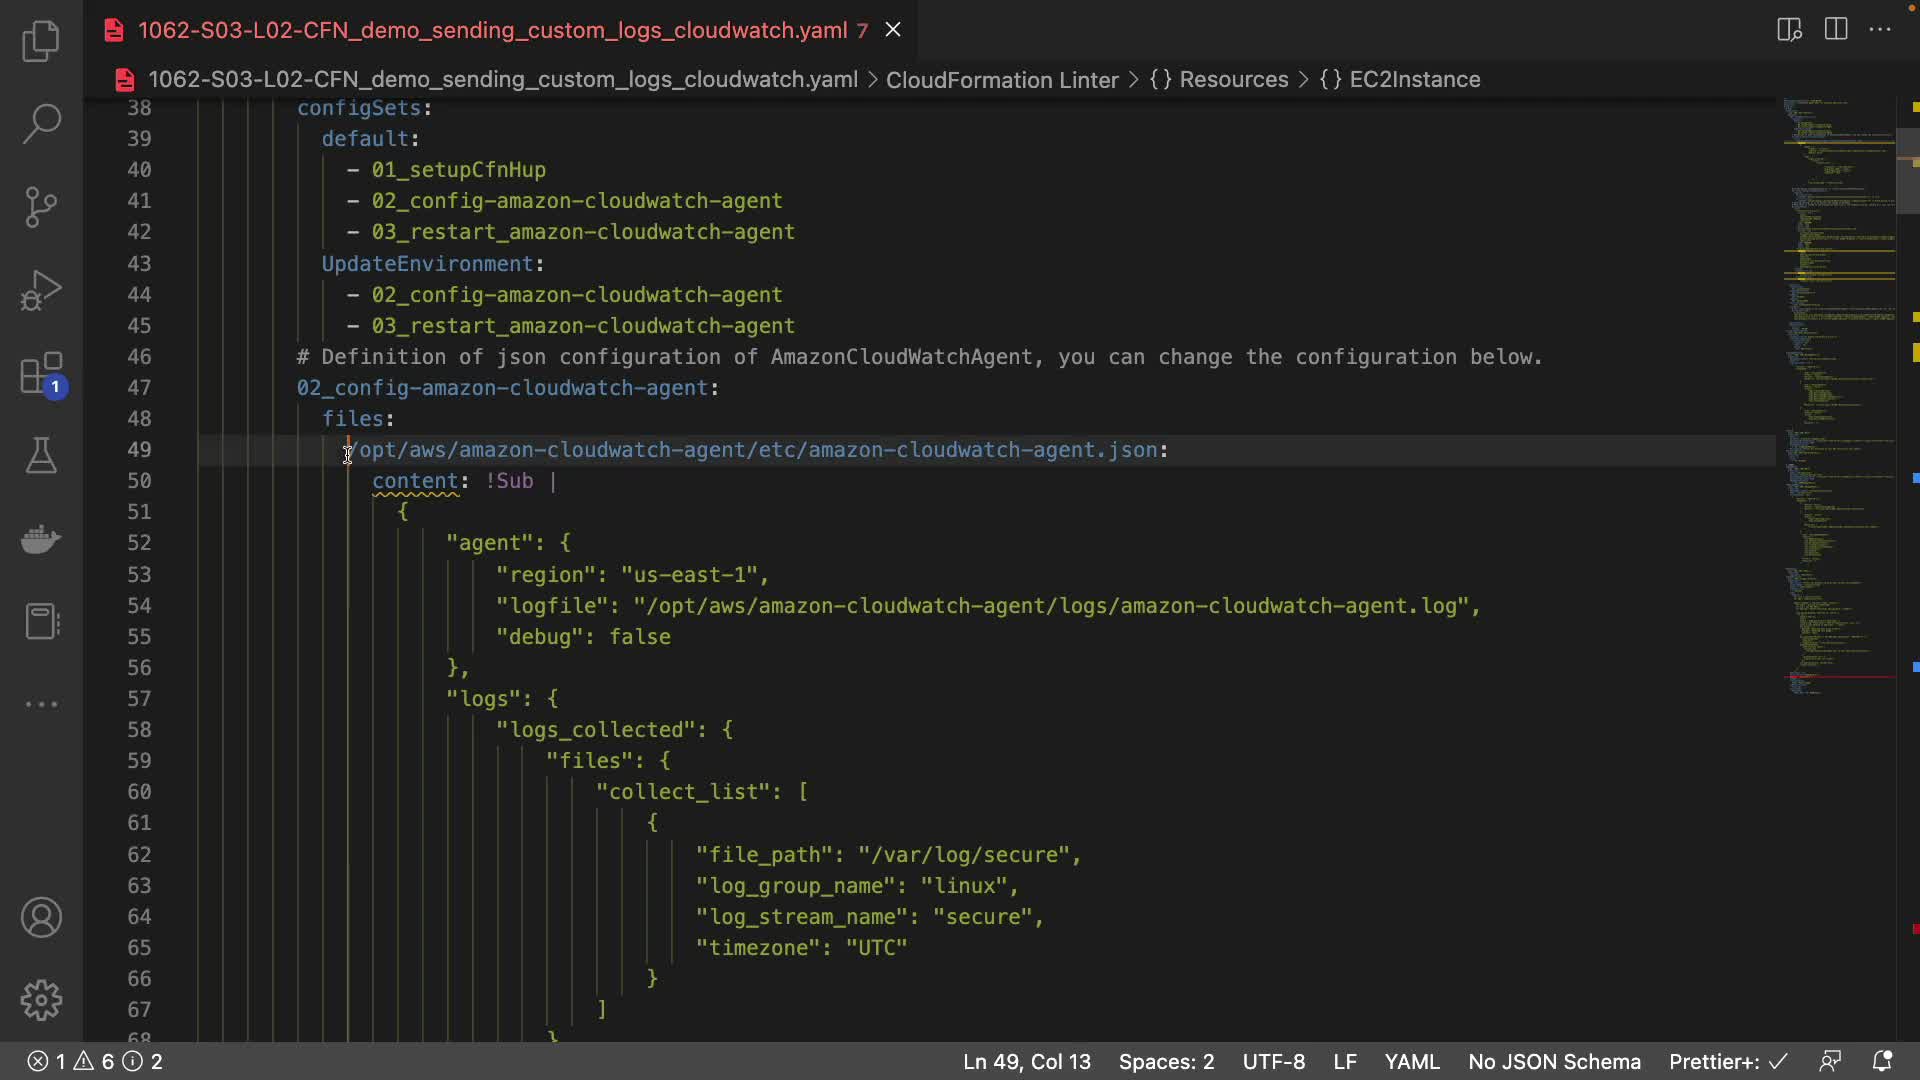 1062-S03-L02-CFN_demo_sending_custom_logs_cloudwatch.yaml 7
1062-S03-L02-CFN_demo_sending_custom_logs_cloudwatch.yaml > CloudFormation Linter > {} Resources > {} EC2Instance
38 configSets:
39 default:
40 - 01_setupCfnHup
41 - 02_config-amazon-cloudwatch-agent
42 - 03_restart_amazon-cloudwatch-agent
43 UpdateEnvironment:
44 - 02_config-amazon-cloudwatch-agent
45 - 03_restart_amazon-cloudwatch-agent
46 # Definition of json configuration of AmazonCloudWatchAgent, you can change the configuration below.
47 02_config-amazon-cloudwatch-agent:
48 files:
49 /opt/aws/amazon-cloudwatch-agent/etc/amazon-cloudwatch-agent.json:
50 content: !Sub |
51 {
52 "agent": {
53 "region": "us-east-1",
54 "logfile": "/opt/aws/amazon-cloudwatch-agent/logs/amazon-cloudwatch-agent.log",
55 "debug": false
56 },
57 "logs": {
58 "logs_collected": {
59 "files": {
60 "collect_list": [
61 {
62 "file_path": "/var/log/secure",
63 "log_group_name": "linux",
64 "log_stream_name": "secure",
65 "timezone": "UTC"
66 }
67 ]
68 }
1
1 6 2 Ln 49, Col 13 Spaces: 2 UTF-8 LF YAML No JSON Schema Prettier+: ✓